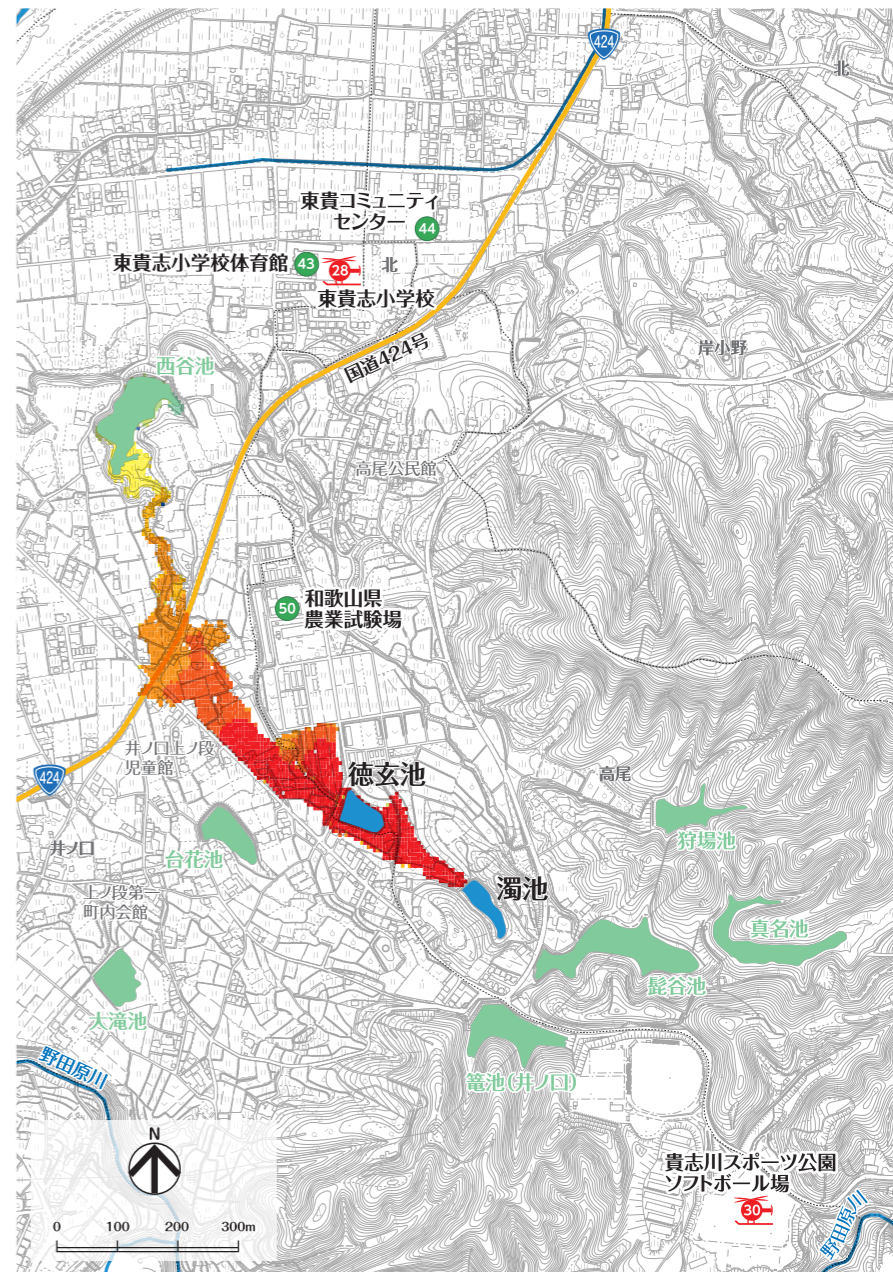 424
北
東貴コミュニティ
センター
44
東貴志小学校体育館
43
28
北
東貴志小学校
国道424号
岸小野
西谷池
高尾公民館
50
和歌山県
農業試験場
井ノ口上ノ段
児童館
424
徳玄池
高尾
狩場池
井ノ口
台花池
濁池
上ノ段第一
町内会館
真名池
髭谷池
大滝池
篭池(井ノ口)
野田原川
N
0 100 200 300m
貴志川スポーツ公園
ソフトボール場
30
野田原川